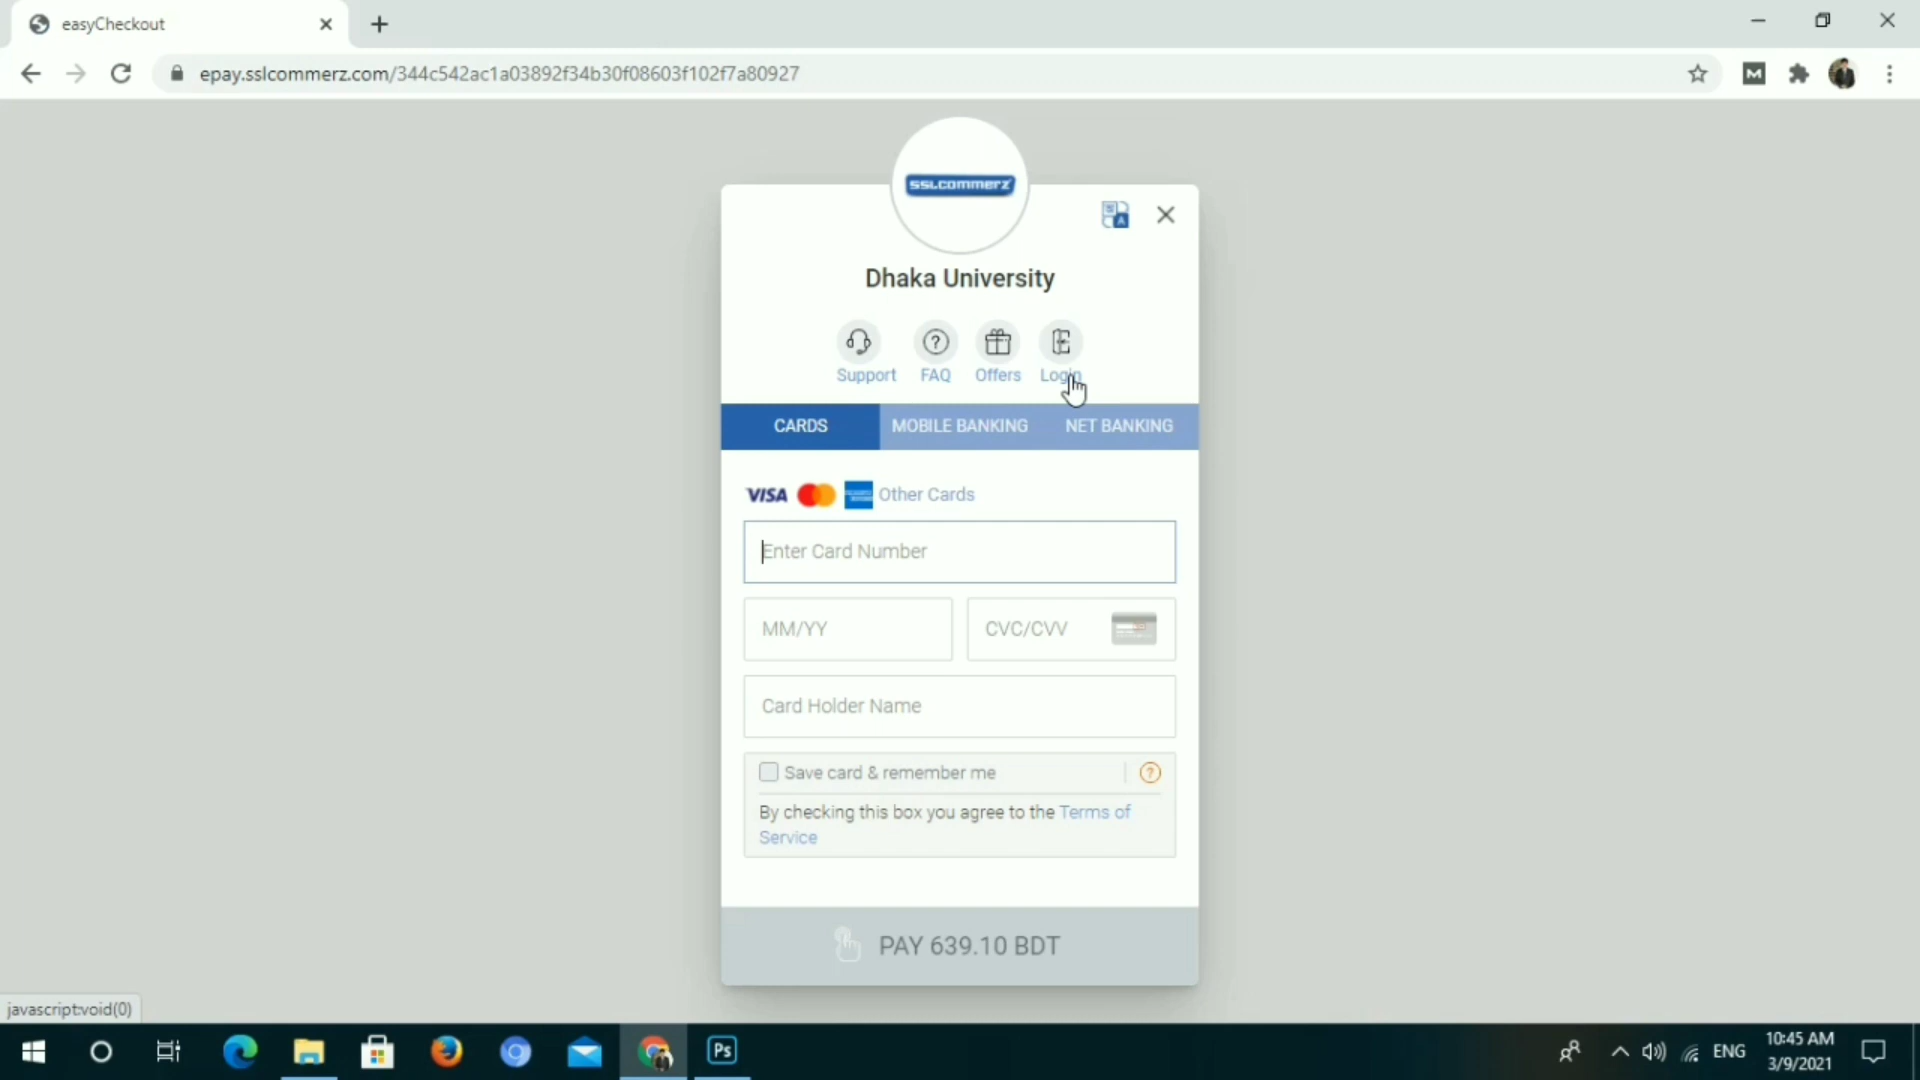 easyCheckout
epay.sslcommerz.com/344c542ac1a03892f34b30f08603f102f7a80927
SSLCOMMERZ
Dhaka University
Support FAQ Offers Login
CARDS MOBILE BANKING NET BANKING
VISA Other Cards
Enter Card Number
MM/YY CVC/CVV
Card Holder Name
Save card & remember me ?
By checking this box you agree to the Terms of
Service
PAY 639.10 BDT
javascript:void(0)
Ps ENG 10:45 AM
3/9/2021